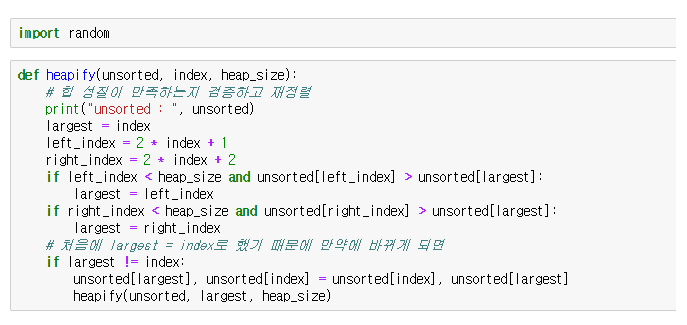 import random
def heapify(unsorted, index, heap_size):
# 힙 성질이 만족하는지 검증하고 재정렬
print("unsorted : ", unsorted)
largest = index
left_index = 2 * index + 1
right_index = 2 * index + 2
if left_index < heap_size and unsorted[left_index] > unsorted[largest]:
largest = left_index
if right_index < heap_size and unsorted[right_index] > unsorted[largest]:
largest = right_index
# 처음에 largest = index로 했기 때문에 만약에 바뀌게 되면
if largest != index:
unsorted[largest], unsorted[index] = unsorted[index], unsorted[largest]
heapify(unsorted, largest, heap_size)